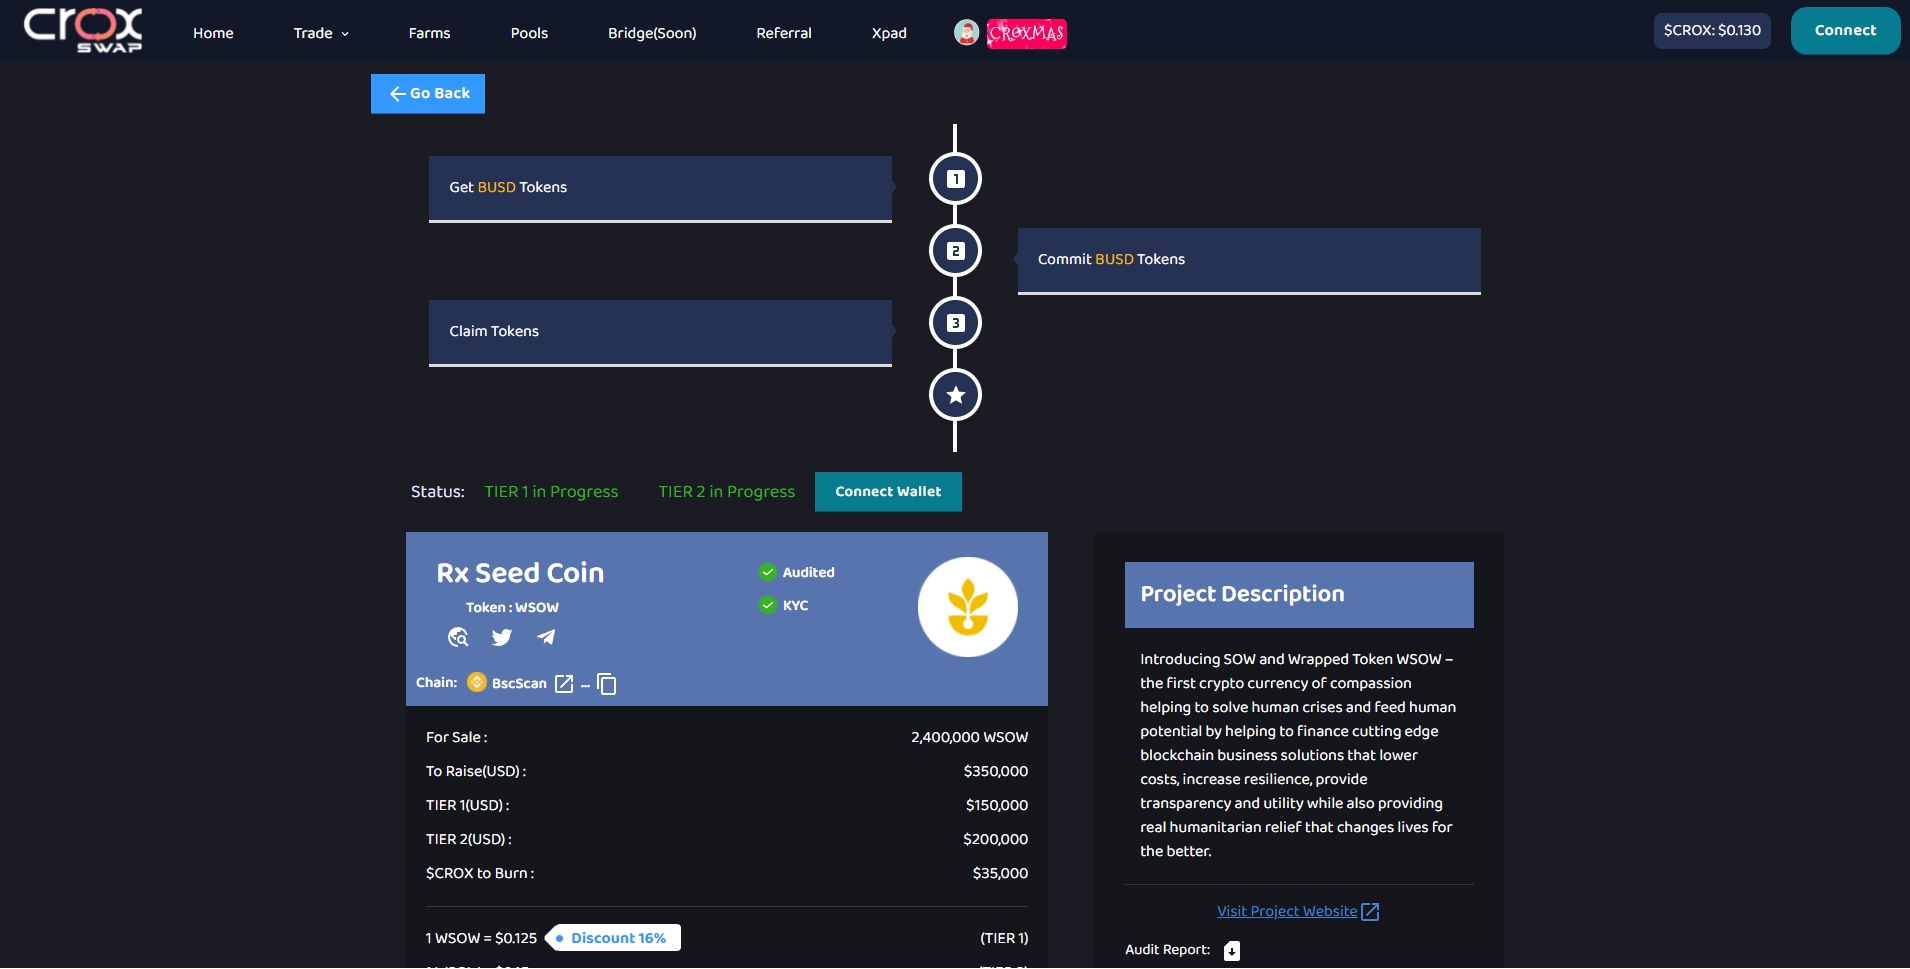 crox
SWAP
Home
Trade
Farms
Pools
Bridge(Soon)
Referral
Xpad
CROXMAS
$CROX: $0.130
Connect
Go Back
Get BUSD Tokens
1
2
Commit BUSD Tokens
Claim Tokens
3
Status:
TIER 1 in Progress
TIER 2 in Progress
Connect Wallet
Rx Seed Coin
Token : WSOW
Audited
KYC
Chain:
BscScan
...
For Sale :
2,400,000 WSOW
To Raise(USD) :
$350,000
TIER 1(USD) :
$150,000
TIER 2(USD) :
$200,000
$CROX to Burn :
$35,000
1 WSOW = $0.125
Discount 16%
(TIER 1)
Project Description
Introducing SOW and Wrapped Token WSOW –
the first crypto currency of compassion
helping to solve human crises and feed human
potential by helping to finance cutting edge
blockchain business solutions that lower
costs, increase resilience, provide
transparency and utility while also providing
real humanitarian relief that changes lives for
the better.
Visit Project Website
Audit Report: